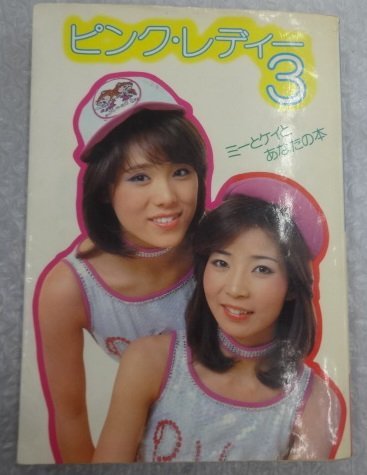 ピンク・レディー
3
ミーとケイと
あなたの本